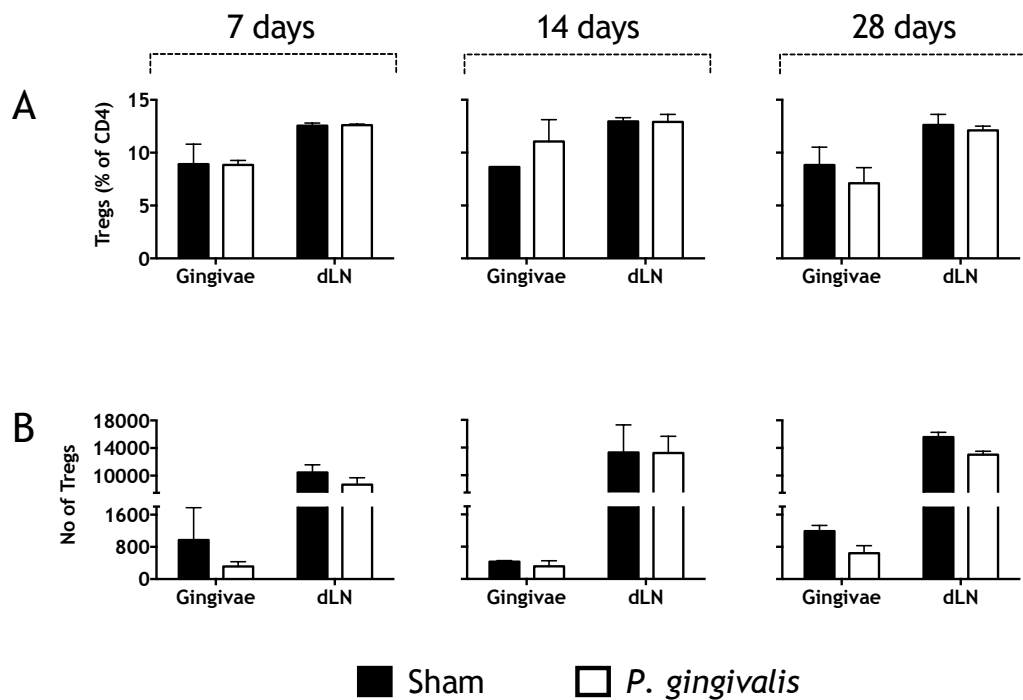 7 days 14 days 28 days
A
Tregs (% of CD4)
15
10
5
0
Gingivae dLN Gingivae dLN Gingivae dLN
B
No of Tregs
18000
14000
10000
1600
800
0
Gingivae dLN Gingivae dLN Gingivae dLN
Sham P. gingivalis